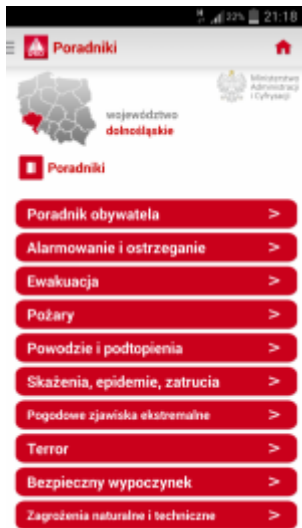 22% 21:18
Poradniki
Ministerstwo
Administracji
i Cyfryzacji
województwo
dolnośląskie
Poradniki
Poradnik obywatela >
Alarmowanie i ostrzeganie >
Ewakuacja >
Pożary >
Powodzie i podtopienia >
Skażenia, epidemie, zatrucia >
Pogodowe zjawiska ekstremalne >
Terror >
Bezpieczny wypoczynek >
Zagrożenia naturalne i techniczne >